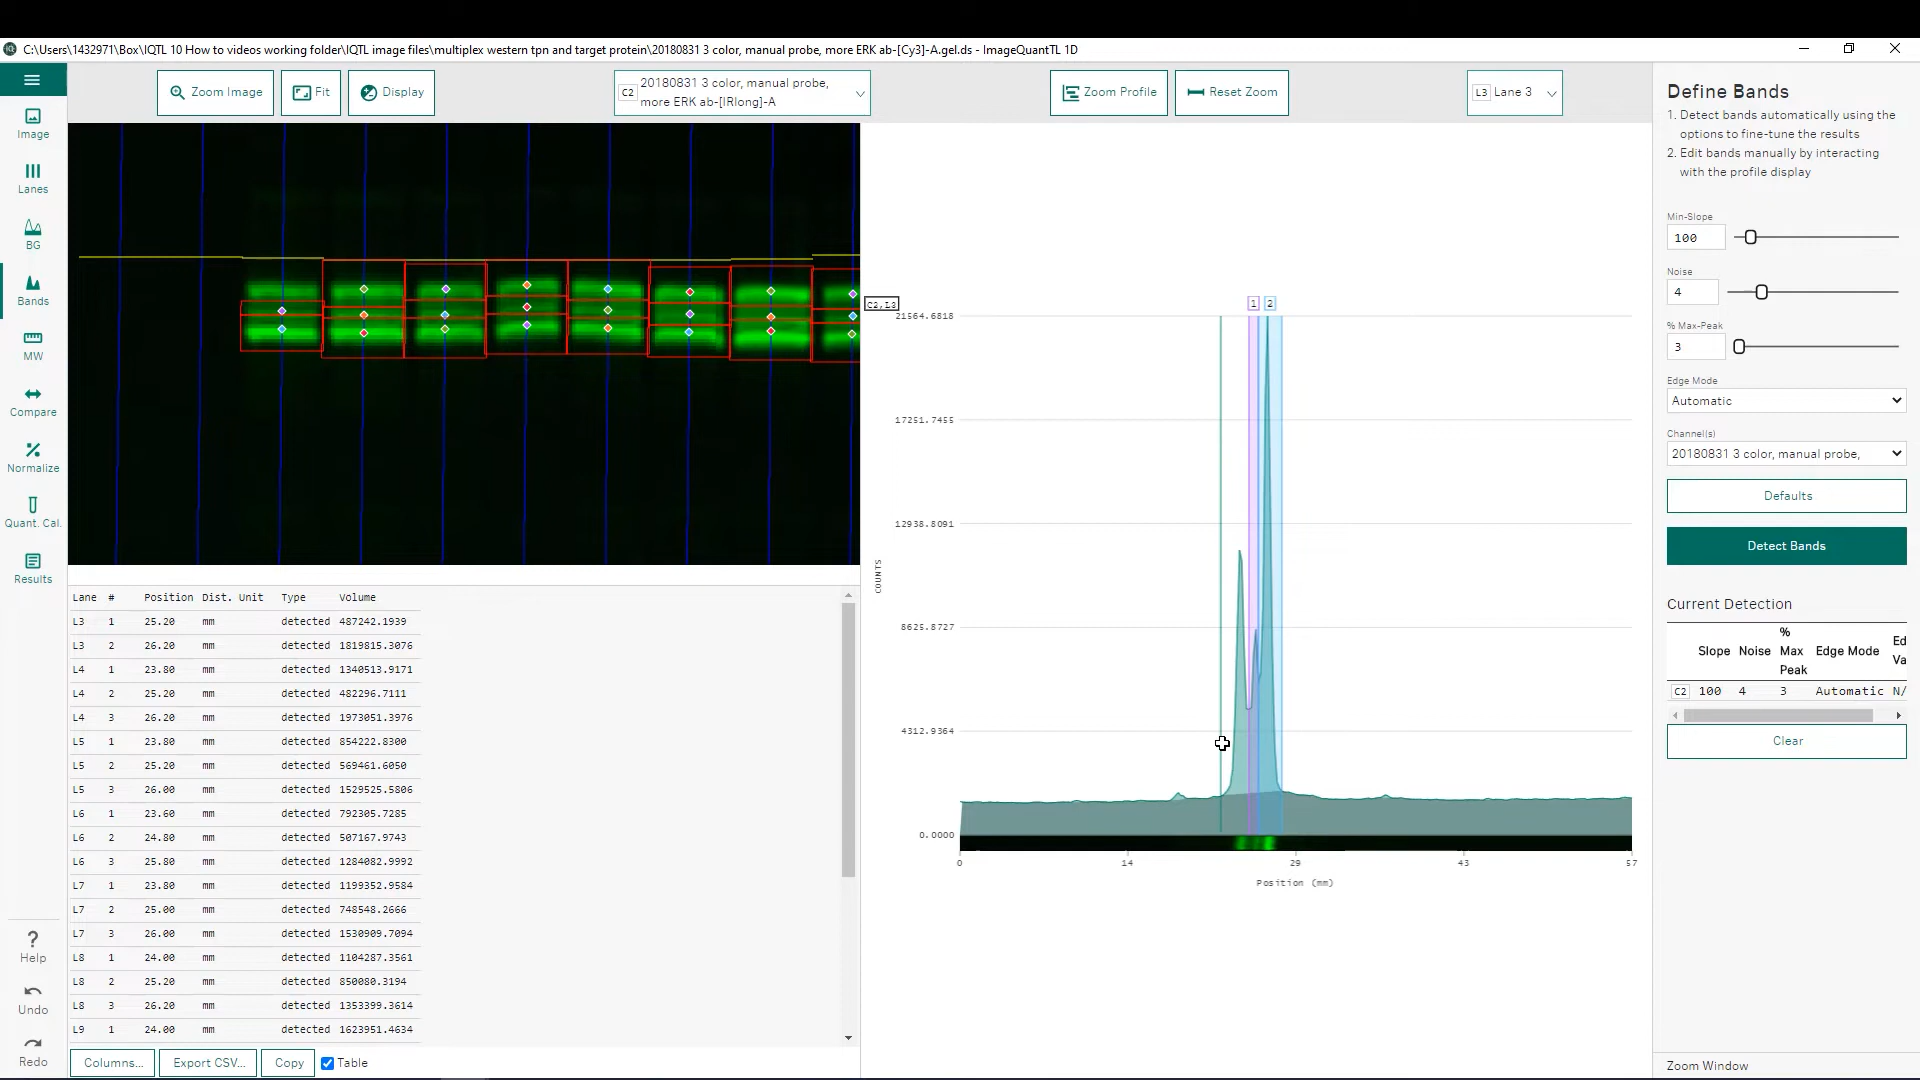 C:\Users\1432971\Box\IQTL 10 How to videos working folder\IQTL image files\multiplex western tpn and target protein\20180831 3 color, manual probe, more ERK ab-[Cy3]-A.gel.ds - ImageQuantTL 1D
Zoom Image
Fit
Display
C2
20180831 3 color, manual probe,
more ERK ab-[IRlong]-A
Zoom Profile
Reset Zoom
L3 Lane 3
Image
Lanes
BG
Bands
MW
Compare
Normalize
Quant. Cal.
Results
Help
Undo
Redo
Lane # Position Dist. Unit Type Volume
L3 1 25.20 mm detected 487242.1939
L3 2 26.20 mm detected 1819815.3076
L4 1 23.80 mm detected 1340513.9171
L4 2 25.20 mm detected 482296.7111
L4 3 26.20 mm detected 1973051.3976
L5 1 23.80 mm detected 854222.8300
L5 2 25.20 mm detected 569461.6050
L5 3 26.00 mm detected 1529525.5806
L6 1 23.60 mm detected 792305.7285
L6 2 24.80 mm detected 507167.9743
L6 3 25.80 mm detected 1284082.9992
L7 1 23.80 mm detected 1199352.9584
L7 2 25.00 mm detected 748548.2666
L7 3 26.00 mm detected 1530909.7094
L8 1 24.00 mm detected 1104287.3561
L8 2 25.20 mm detected 850080.3194
L8 3 26.20 mm detected 1353399.3614
L9 1 24.00 mm detected 1623951.4634
Columns...
Export CSV...
Copy
Table
C2,L3
1 2
21564.6818
17251.7455
12938.8091
8625.8727
4312.9364
0.0000
COUNTS
0 14 29 43 57
Position (mm)
Define Bands
1. Detect bands automatically using the
options to fine-tune the results
2. Edit bands manually by interacting
with the profile display
Min-Slope
100
Noise
4
% Max-Peak
3
Edge Mode
Automatic
Channel(s)
20180831 3 color, manual probe,
Defaults
Detect Bands
Current Detection
Slope Noise % Max Peak Edge Mode Ed Va
C2 100 4 3 Automatic N/
Clear
Zoom Window